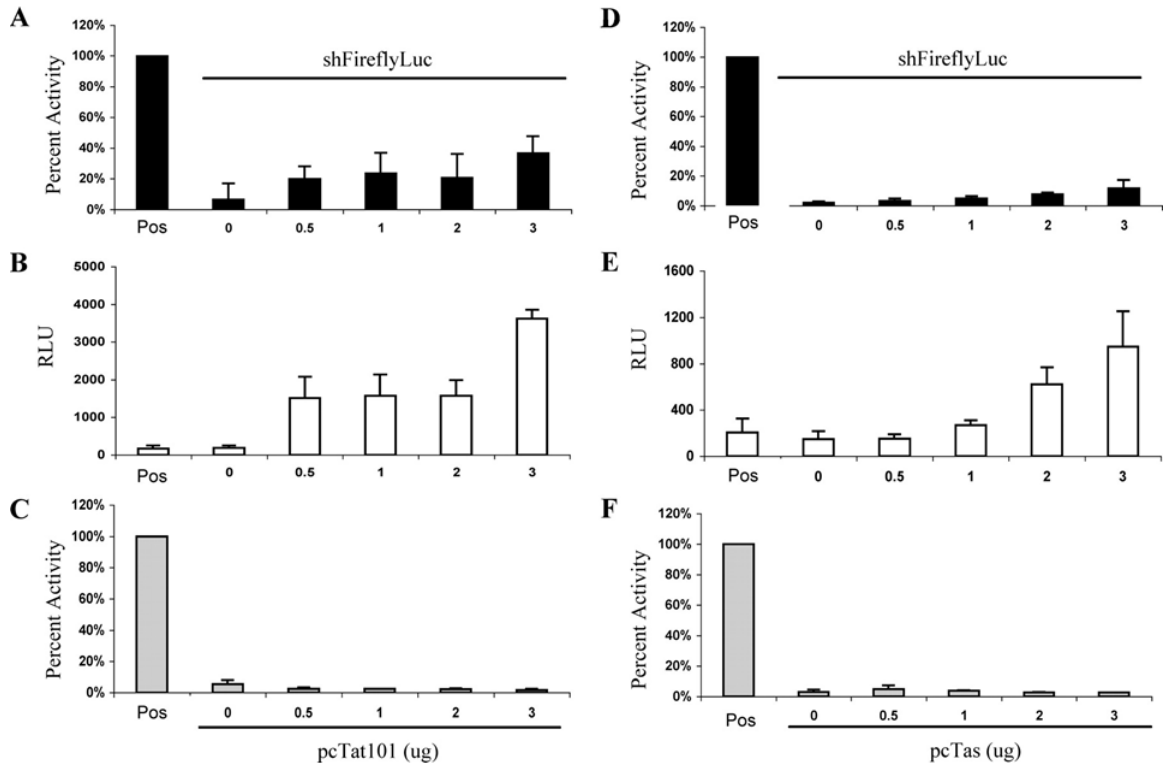 A
120%
100%
80%
60%
40%
20%
0%
Percent Activity
shFireflyLuc
Pos 0 0.5 1 2 3
B
5000
4000
3000
2000
1000
0
RLU
Pos 0 0.5 1 2 3
C
120%
100%
80%
60%
40%
20%
0%
Percent Activity
Pos 0 0.5 1 2 3
pcTat101 (ug)
D
120%
100%
80%
60%
40%
20%
0%
Percent Activity
shFireflyLuc
Pos 0 0.5 1 2 3
E
1600
1200
800
400
0
RLU
Pos 0 0.5 1 2 3
F
120%
100%
80%
60%
40%
20%
0%
Percent Activity
Pos 0 0.5 1 2 3
pcTas (ug)